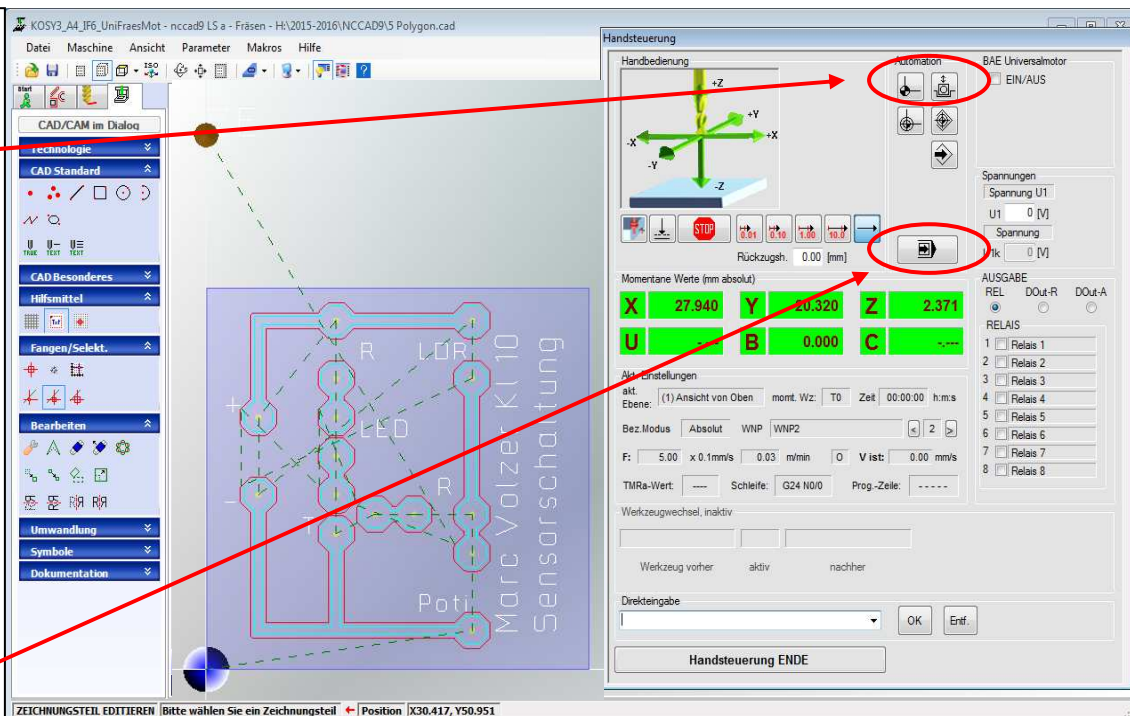 KOSY3_A4_IF6_UniFraesMot - nccad9 LS a - Fräsen - H:\2015-2016\NCCAD9\5 Polygon.cad
Datei Maschine Ansicht Parameter Makros Hilfe
ISO
Start
CAD/CAM im Dialog
Technologie
CAD Standard
TRUE TEXT TEXT
CAD Besonderes
Hilfsmittel
Fangen/Selekt.
Bearbeiten
Umwandlung
Symbole
Dokumentation
R LDR
+ LED
- R
T
Poti
Marc Volzer Kl 10
Sensorschaltung
ZEICHNUNGSTEIL EDITIEREN Bitte wählen Sie ein Zeichnungsteil Position X30.417, Y50.951
Handsteuerung
Handbedienung
+Z
+Y
-X +X
-Y
-Z
STOP 0.01 0.10 1.00 10.0
Rückzugsh. 0.00 [mm]
Automation
BAE Universalmotor
EIN/AUS
Spannungen
Spannung U1
U1 0 [V]
Spannung
0 [V]
Momentane Werte (mm absolut)
X 27.940 Y 20.320 Z 2.371
U -.--- B 0.000 C -.---
AUSGABE
REL DOut-R DOut-A
RELAIS
1 Relais 1
2 Relais 2
3 Relais 3
4 Relais 4
5 Relais 5
6 Relais 6
7 Relais 7
8 Relais 8
Akt. Einstellungen
akt. Ebene: (1) Ansicht von Oben momt. Wz: T0 Zeit 00:00:00 h:m:s
Bez.Modus Absolut WNP WNP2 < 2 >
F: 5.00 x 0.1mm/s 0.03 m/min O V ist: 0.00 mm/s
TMRa-Wert: ---- Schleife: G24 N0/0 Prog.-Zeile: -----
Werkzeugwechsel, inaktiv
Werkzeug vorher aktiv nachher
Direkteingabe
OK Entf.
Handsteuerung ENDE